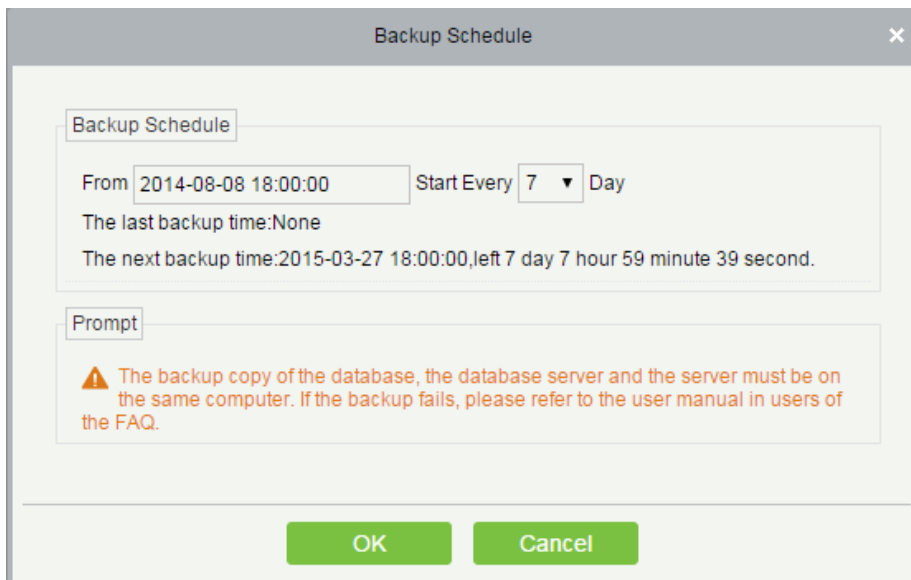 Backup Schedule
Backup Schedule
From 2014-08-08 18:00:00 Start Every 7 Day
The last backup time:None
The next backup time:2015-03-27 18:00:00,left 7 day 7 hour 59 minute 39 second.
Prompt
The backup copy of the database, the database server and the server must be on
the same computer. If the backup fails, please refer to the user manual in users of
the FAQ.
OK Cancel